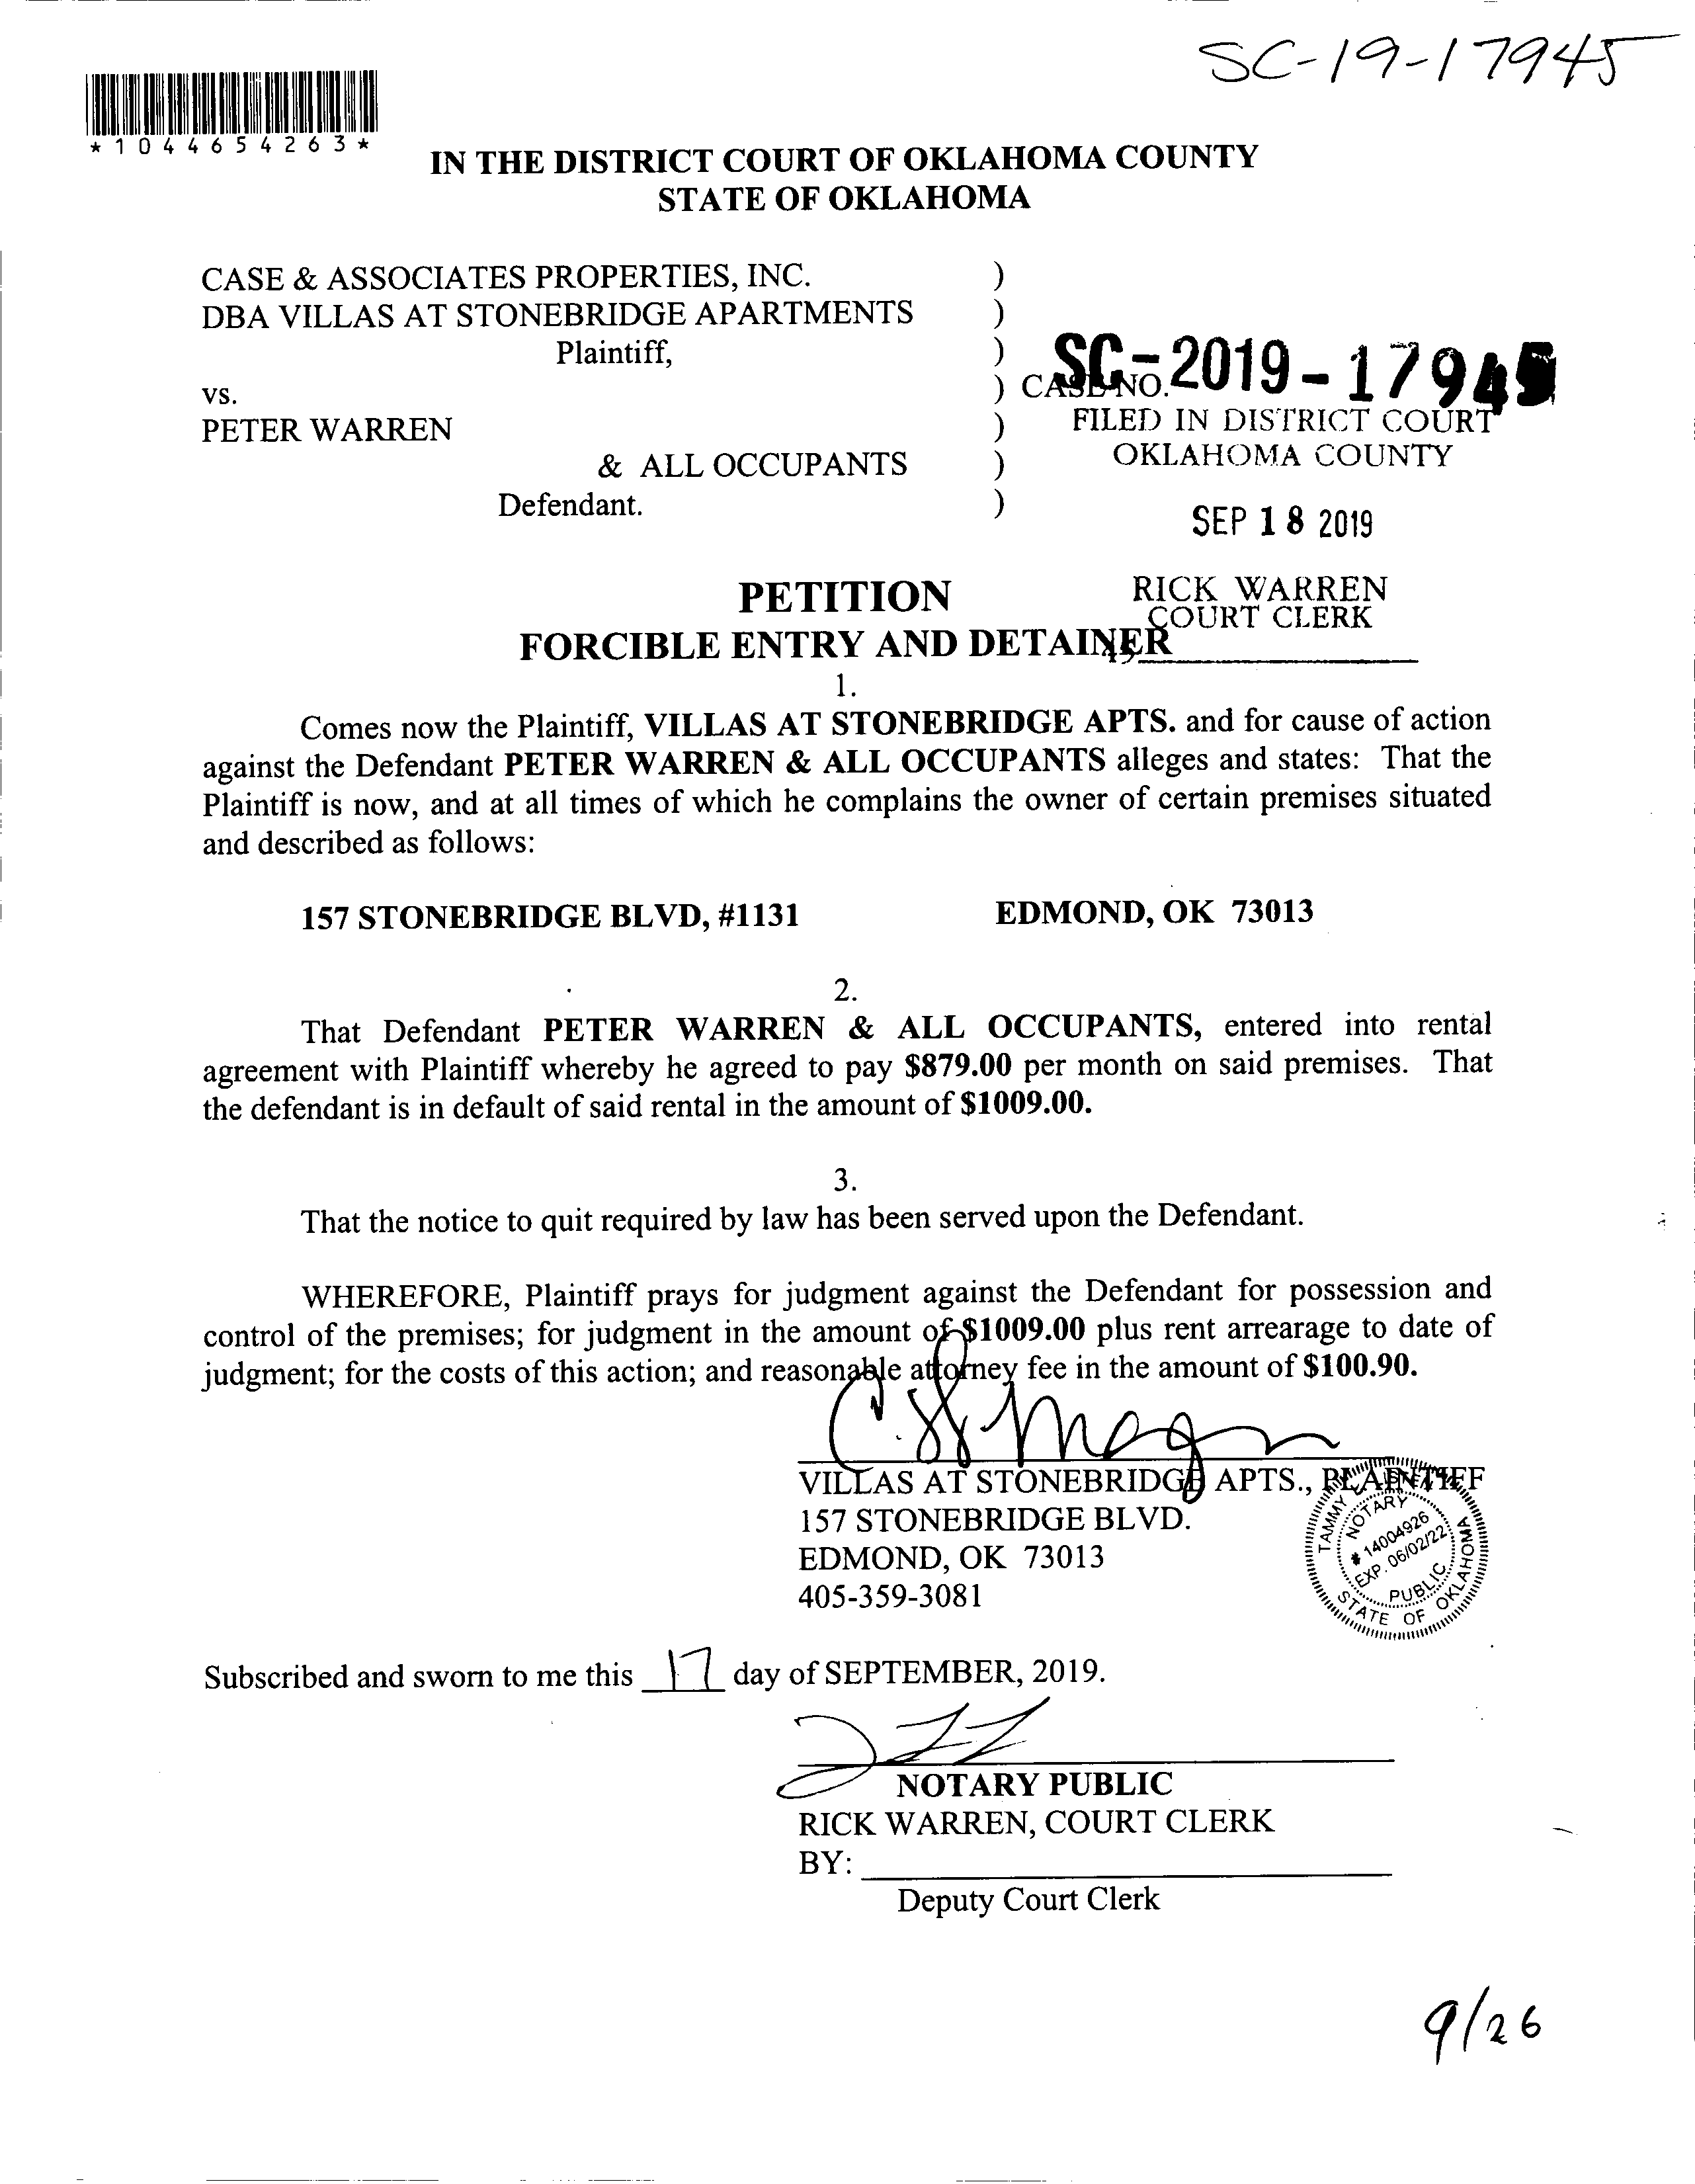 SC-19-17945
*1044654263*
IN THE DISTRICT COURT OF OKLAHOMA COUNTY
STATE OF OKLAHOMA
CASE & ASSOCIATES PROPERTIES, INC. )
DBA VILLAS AT STONEBRIDGE APARTMENTS )
Plaintiff, )
vs. ) CASE NO. SC-2019-17945
PETER WARREN ) FILED IN DISTRICT COURT
& ALL OCCUPANTS ) OKLAHOMA COUNTY
Defendant. )
SEP 18 2019
PETITION RICK WARREN
COURT CLERK
FORCIBLE ENTRY AND DETAINER
1.
Comes now the Plaintiff, VILLAS AT STONEBRIDGE APTS. and for cause of action
against the Defendant PETER WARREN & ALL OCCUPANTS alleges and states: That the
Plaintiff is now, and at all times of which he complains the owner of certain premises situated
and described as follows:
157 STONEBRIDGE BLVD, #1131 EDMOND, OK 73013
2.
That Defendant PETER WARREN & ALL OCCUPANTS, entered into rental
agreement with Plaintiff whereby he agreed to pay $879.00 per month on said premises. That
the defendant is in default of said rental in the amount of $1009.00.
3.
That the notice to quit required by law has been served upon the Defendant.
WHEREFORE, Plaintiff prays for judgment against the Defendant for possession and
control of the premises; for judgment in the amount of $1009.00 plus rent arrearage to date of
judgment; for the costs of this action; and reasonable attorney fee in the amount of $100.90.
VILLAS AT STONEBRIDGE APTS., PLAINTIFF
157 STONEBRIDGE BLVD.
EDMOND, OK 73013
405-359-3081
TAMMY
NOTARY
# 14004926
EXP. 06/02/22
PUBLIC
STATE OF OKLAHOMA
Subscribed and sworn to me this 17 day of SEPTEMBER, 2019.
NOTARY PUBLIC
RICK WARREN, COURT CLERK
BY:
Deputy Court Clerk
9/26